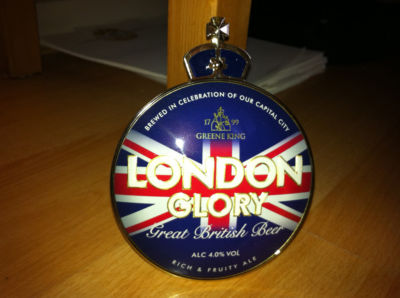 BREWED IN CELEBRATION OF OUR CAPITAL CITY
17 99
GREENE KING
LONDON
GLORY
Great British Beer
ALC 4.0% VOL
RICH & FRUITY ALE